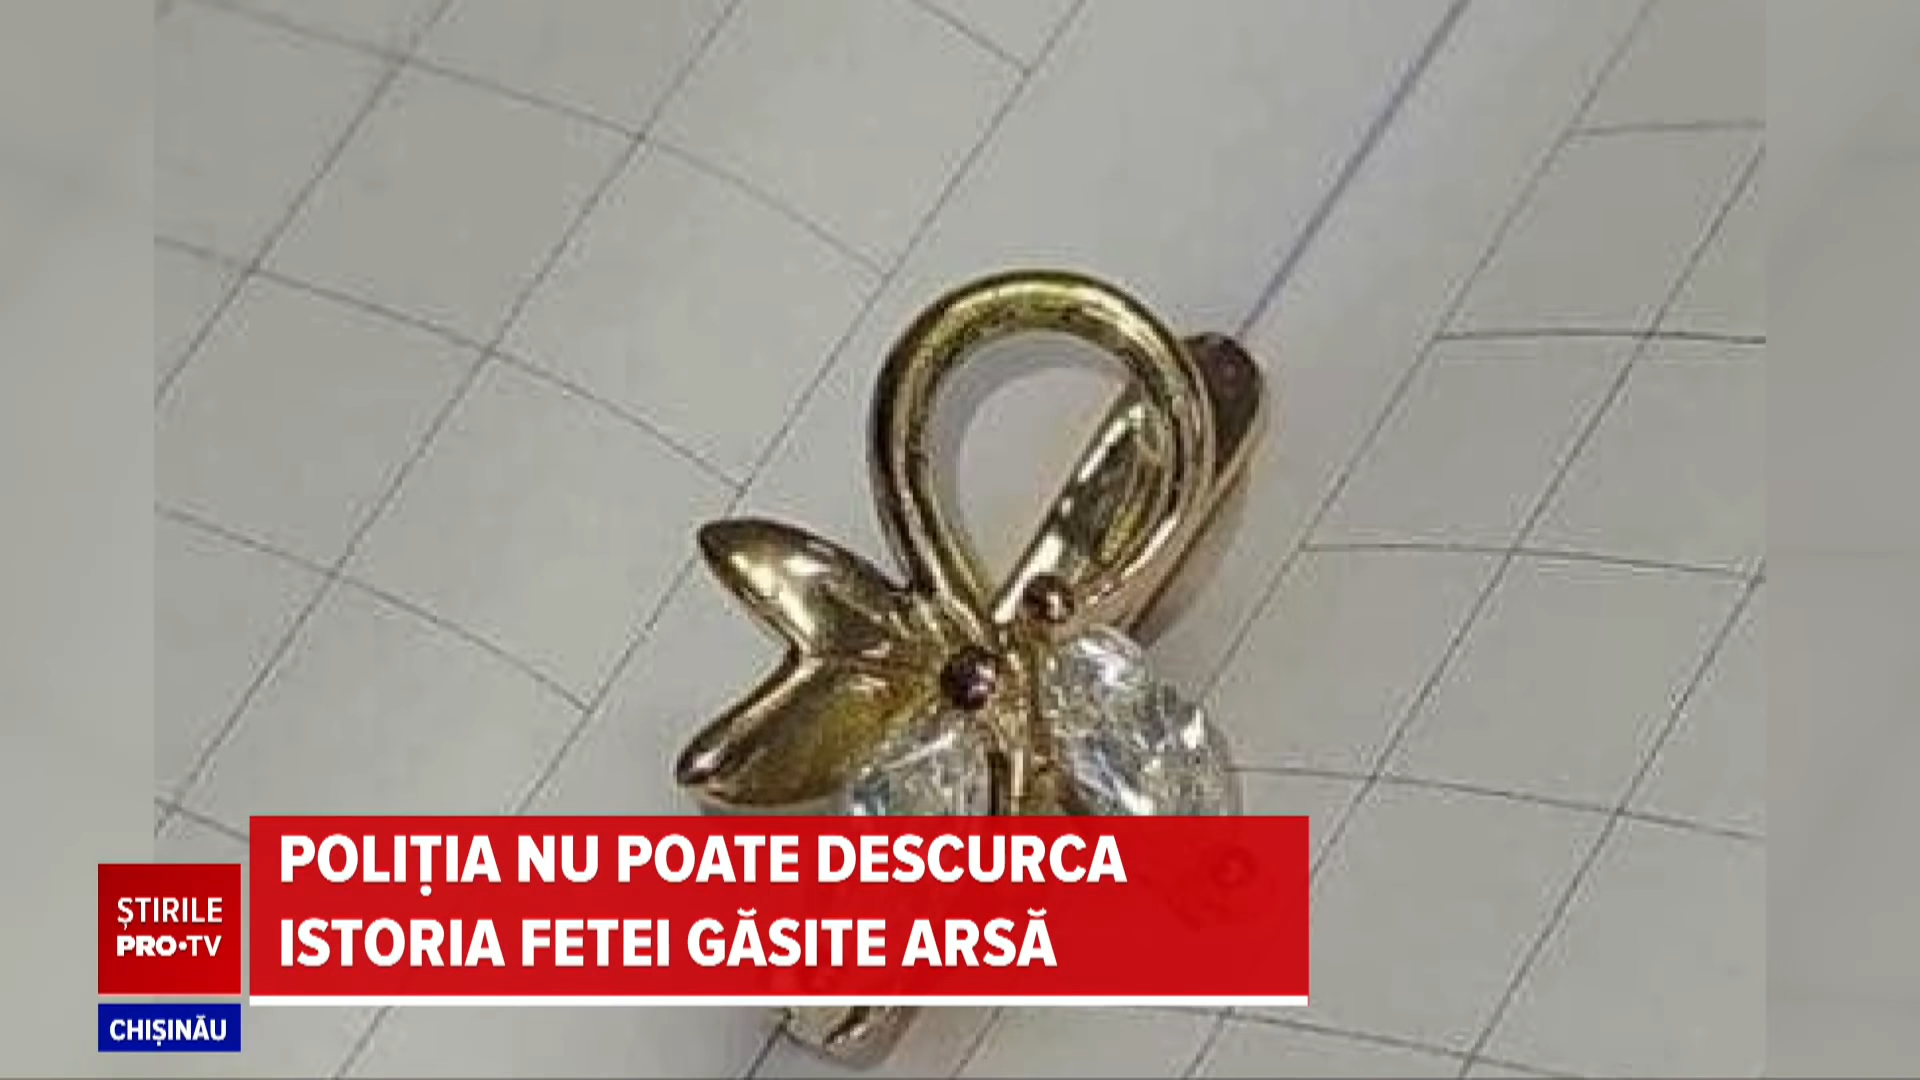 POLIȚIA NU POATE DESCURCA
ISTORIA FETEI GĂSITE ARSĂ
ȘTIRILE
PRO•TV
CHIȘINĂU